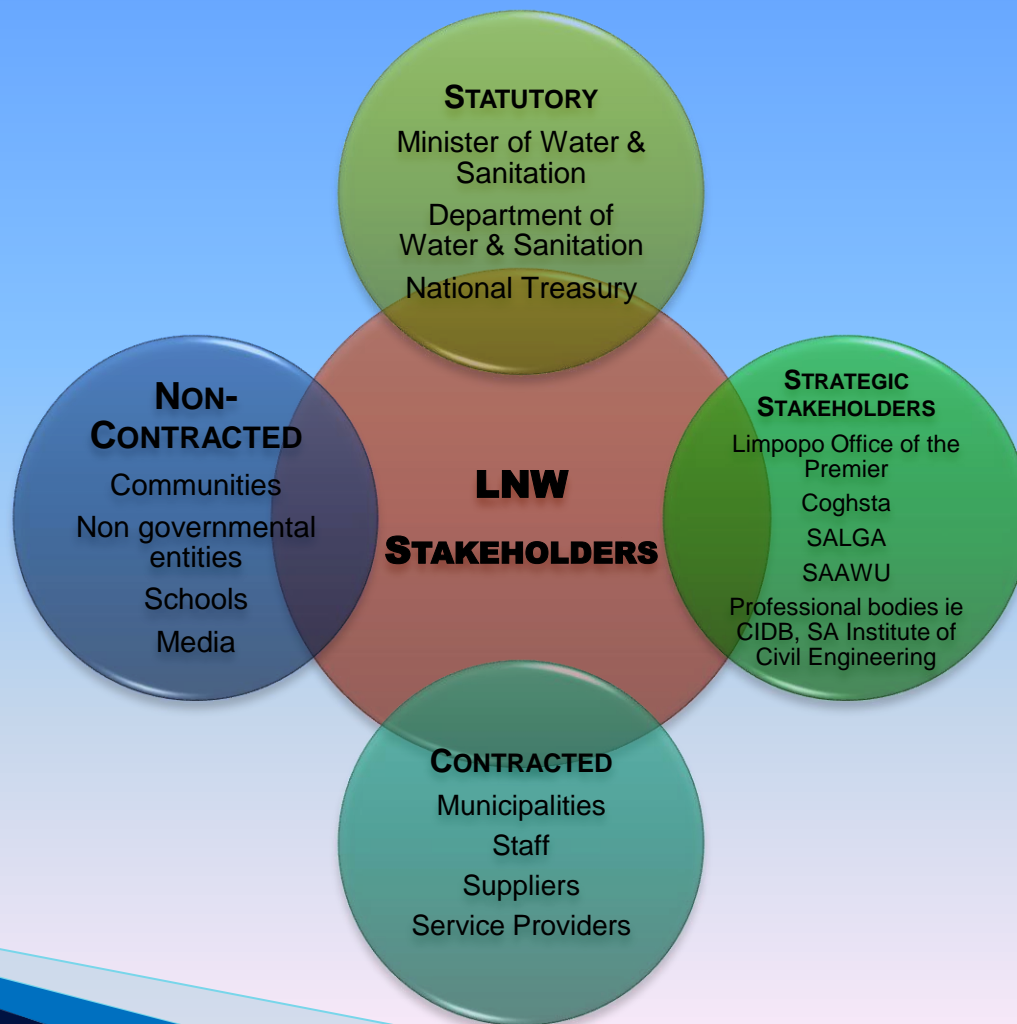 STATUTORY
Minister of Water &
Sanitation
Department of
Water & Sanitation
National Treasury
NON-
CONTRACTED
Communities
Non governmental
entities
Schools
Media
LNW
STAKEHOLDERS
STRATEGIC
STAKEHOLDERS
Limpopo Office of the
Premier
Coghsta
SALGA
SAAWU
Professional bodies ie
CIDB, SA Institute of
Civil Engineering
CONTRACTED
Municipalities
Staff
Suppliers
Service Providers